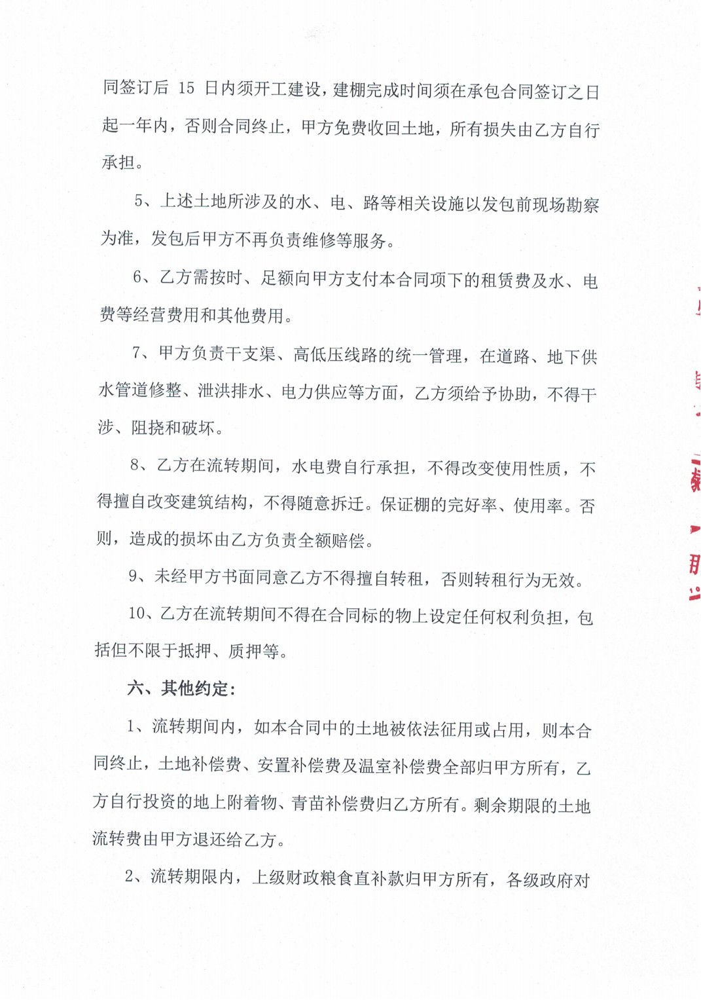 同签订后 15 日内须开工建设，建棚完成时间须在承包合同签订之日
起一年内，否则合同终止，甲方免费收回土地，所有损失由乙方自行
承担。
5、上述土地所涉及的水、电、路等相关设施以发包前现场勘察
为准，发包后甲方不再负责维修等服务。
6、乙方需按时、足额向甲方支付本合同项下的租赁费及水、电
费等经营费用和其他费用。
7、甲方负责干支渠、高低压线路的统一管理，在道路、地下供
水管道修整、泄洪排水、电力供应等方面，乙方须给予协助，不得干
涉、阻挠和破坏。
8、乙方在流转期间，水电费自行承担，不得改变使用性质，不
得擅自改变建筑结构，不得随意拆迁。保证棚的完好率、使用率。否
则，造成的损坏由乙方负责全额赔偿。
9、未经甲方书面同意乙方不得擅自转租，否则转租行为无效。
10、乙方在流转期间不得在合同标的物上设定任何权利负担，包
括但不限于抵押、质押等。
六、其他约定:
1、流转期间内，如本合同中的土地被依法征用或占用，则本合
同终止，土地补偿费、安置补偿费及温室补偿费全部归甲方所有，乙
方自行投资的地上附着物、青苗补偿费归乙方所有。剩余期限的土地
流转费由甲方退还给乙方。
2、流转期限内，上级财政粮食直补款归甲方所有，各级政府对